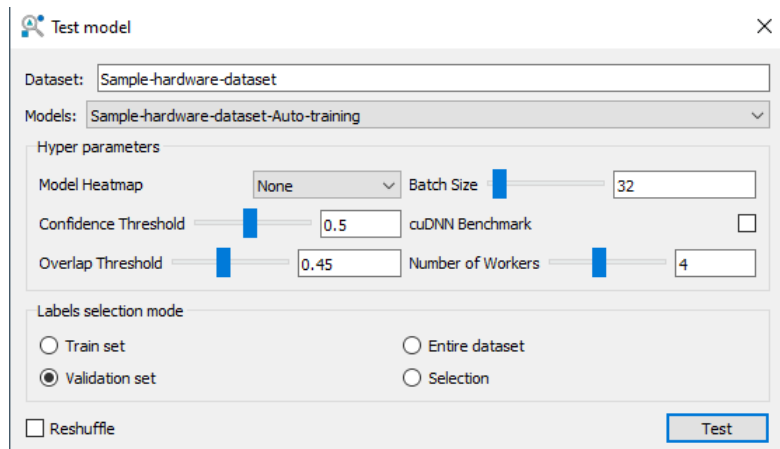 Test model
Dataset: Sample-hardware-dataset
Models: Sample-hardware-dataset-Auto-training
Hyper parameters
Model Heatmap None Batch Size 32
Confidence Threshold 0.5 cuDNN Benchmark
Overlap Threshold 0.45 Number of Workers 4
Labels selection mode
Train set Entire dataset
Validation set Selection
Reshuffle Test